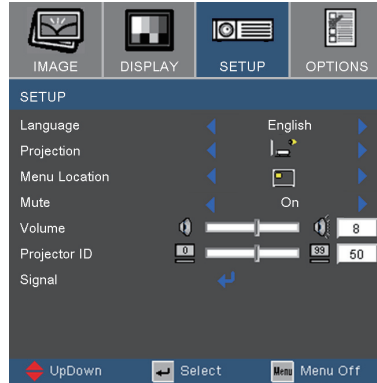 IMAGE DISPLAY SETUP OPTIONS
SETUP
Language English
Projection
Menu Location
Mute On
Volume 8
Projector ID 0 99 50
Signal
UpDown Select Menu Menu Off